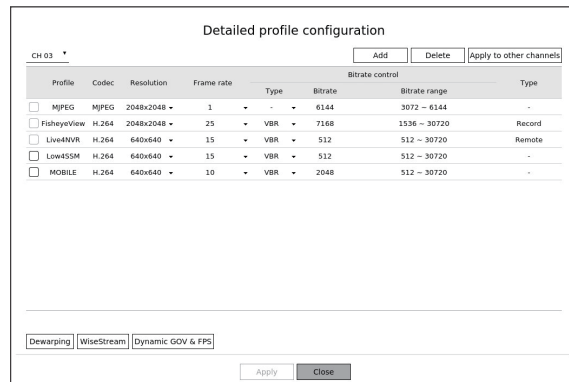 Detailed profile configuration
CH 03 Add Delete Apply to other channels
Profile Codec Resolution Frame rate Bitrate control Type
Type Bitrate Bitrate range
MJPEG MJPEG 2048x2048 1 - 6144 3072 ~ 6144 -
FisheyeView H.264 2048x2048 25 VBR 7168 1536 ~ 30720 Record
Live4NVR H.264 640x640 15 VBR 512 512 ~ 30720 Remote
Low4SSM H.264 640x640 15 VBR 512 512 ~ 30720 -
MOBILE H.264 640x640 10 VBR 2048 512 ~ 30720 -
Dewarping WiseStream Dynamic GOV & FPS
Apply Close